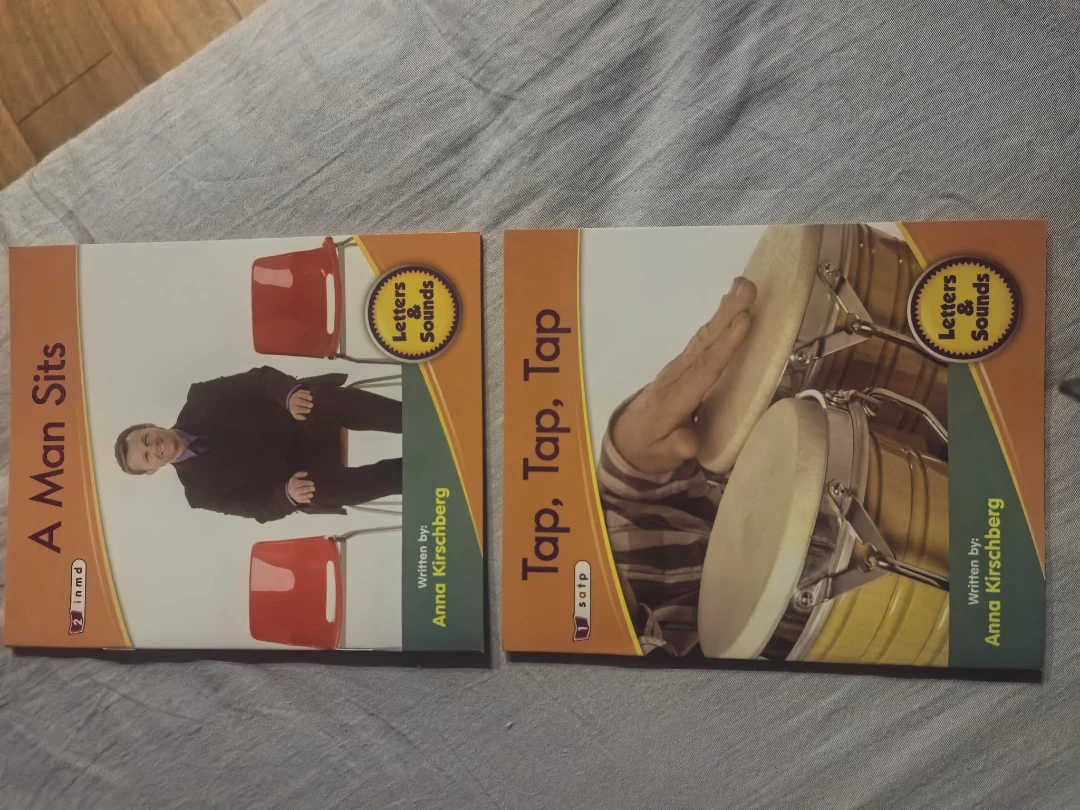 A Man Sits
2 inmd
Letters
&
Sounds
Written by:
Anna Kirschberg
Tap, Tap, Tap
1 satp
Letters
&
Sounds
Written by:
Anna Kirschberg